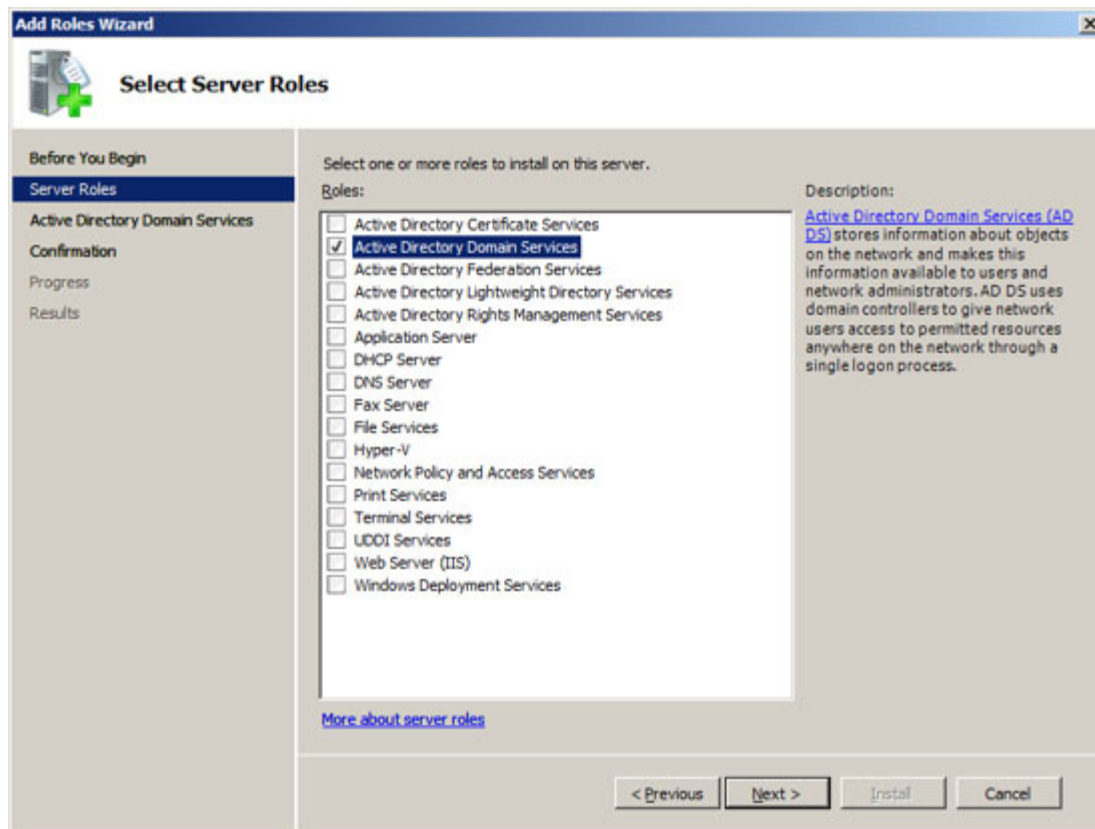 Add Roles Wizard
Select Server Roles
Before You Begin
Server Roles
Active Directory Domain Services
Confirmation
Progress
Results
Select one or more roles to install on this server.
Roles:
Active Directory Certificate Services
Active Directory Domain Services
Active Directory Federation Services
Active Directory Lightweight Directory Services
Active Directory Rights Management Services
Application Server
DHCP Server
DNS Server
Fax Server
File Services
Hyper-V
Network Policy and Access Services
Print Services
Terminal Services
UDDI Services
Web Server (IIS)
Windows Deployment Services
More about server roles
Description:
Active Directory Domain Services (AD
DS) stores information about objects
on the network and makes this
information available to users and
network administrators. AD DS uses
domain controllers to give network
users access to permitted resources
anywhere on the network through a
single logon process.
< Previous
Next >
Install
Cancel